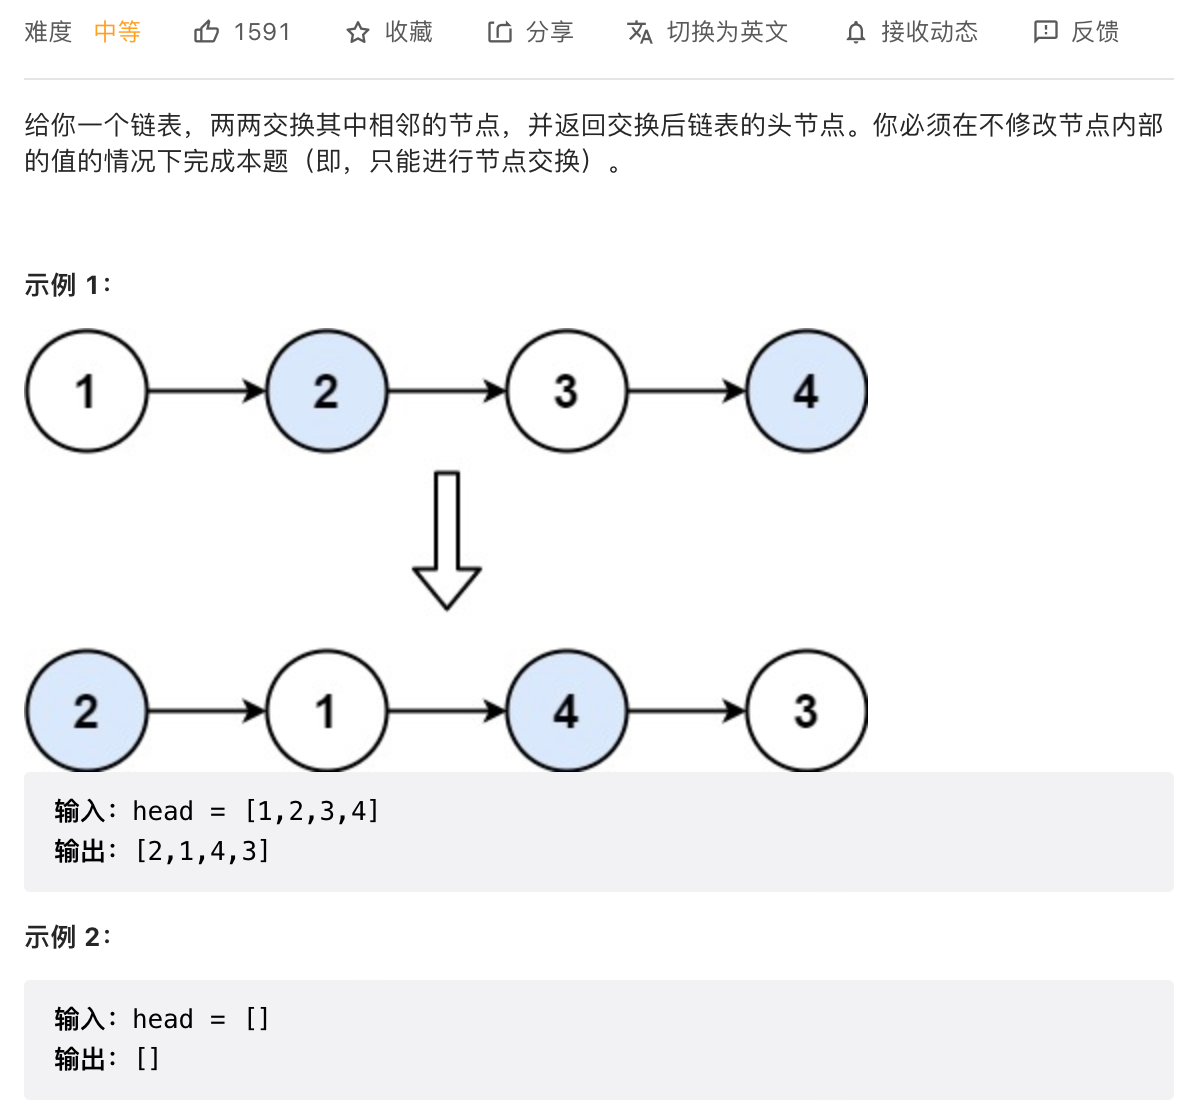 难度 中等 1591 收藏 分享 切换为英文 接收动态 反馈
给你一个链表，两两交换其中相邻的节点，并返回交换后链表的头节点。你必须在不修改节点内部
的值的情况下完成本题（即，只能进行节点交换）。
示例 1：
1 2 3 4
2 1 4 3
输入：head = [1,2,3,4]
输出：[2,1,4,3]
示例 2：
输入：head = []
输出：[]